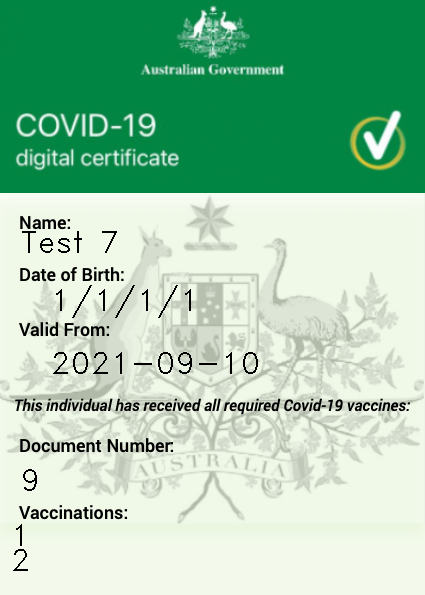 Australian Government
COVID-19
digital certificate
Name:
Test 7
Date of Birth:
1/1/1/1
Valid From:
2021-09-10
This individual has received all required Covid-19 vaccines:
Document Number:
AUSTRALIA
9
Vaccinations:
1
2